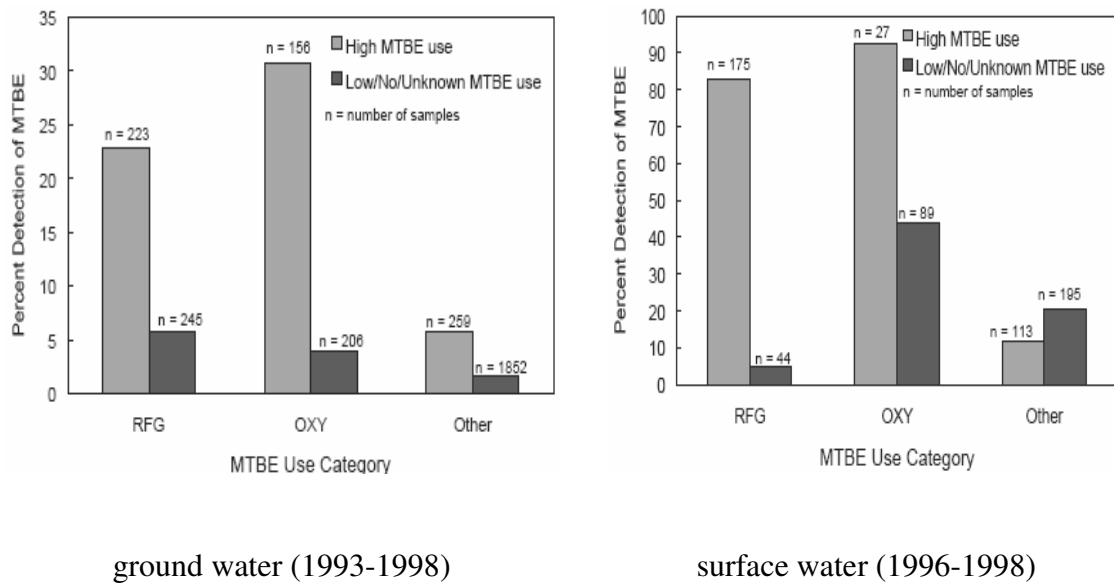 35
30
25
20
15
10
5
0
Percent Detection of MTBE
n = 156
n = 223
n = 245
n = 206
n = 259
n = 1852
High MTBE use
Low/No/Unknown MTBE use
n = number of samples
RFG OXY Other
MTBE Use Category
100
90
80
70
60
50
40
30
20
10
0
Percent Detection of MTBE
n = 27
n = 175
n = 89
n = 44
n = 113
n = 195
High MTBE use
Low/No/Unknown MTBE use
n = number of samples
RFG OXY Other
MTBE Use Category
ground water (1993-1998) surface water (1996-1998)